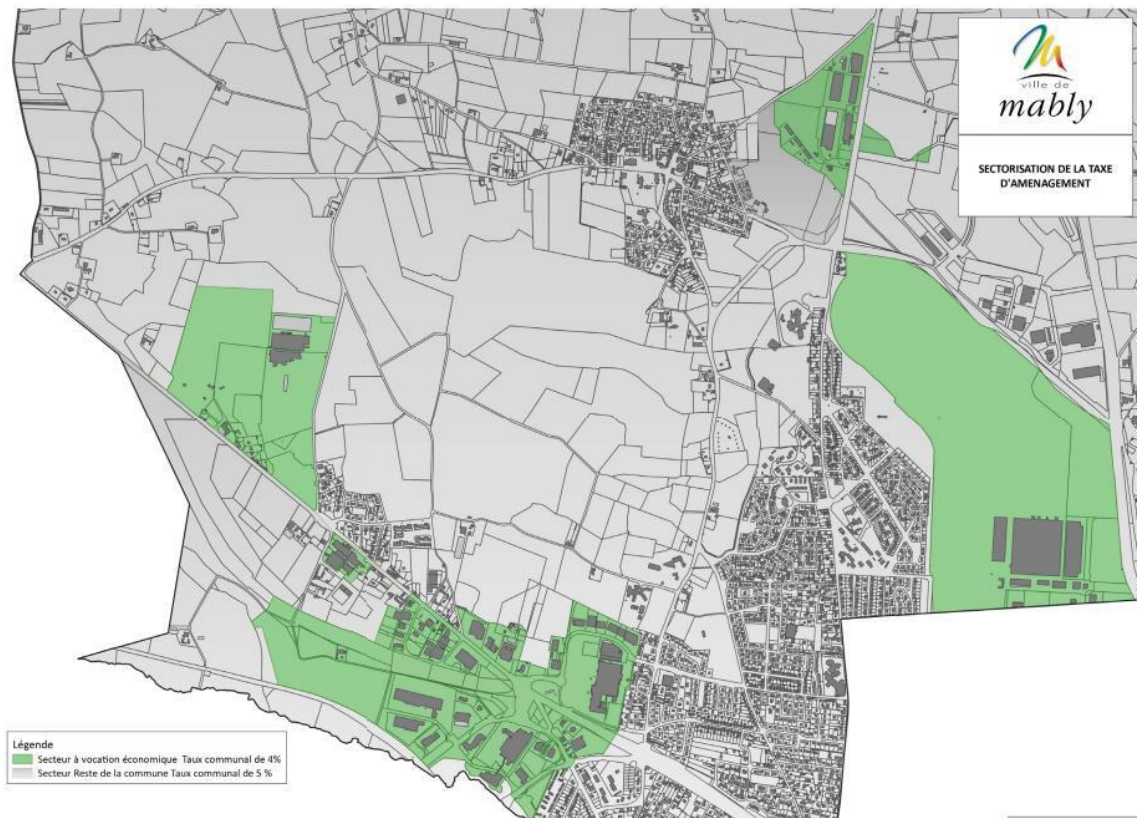 ville de
mably
SECTORISATION DE LA TAXE
D'AMENAGEMENT
Légende
Secteur à vocation économique Taux communal de 4%
Secteur Reste de la commune Taux communal de 5 %